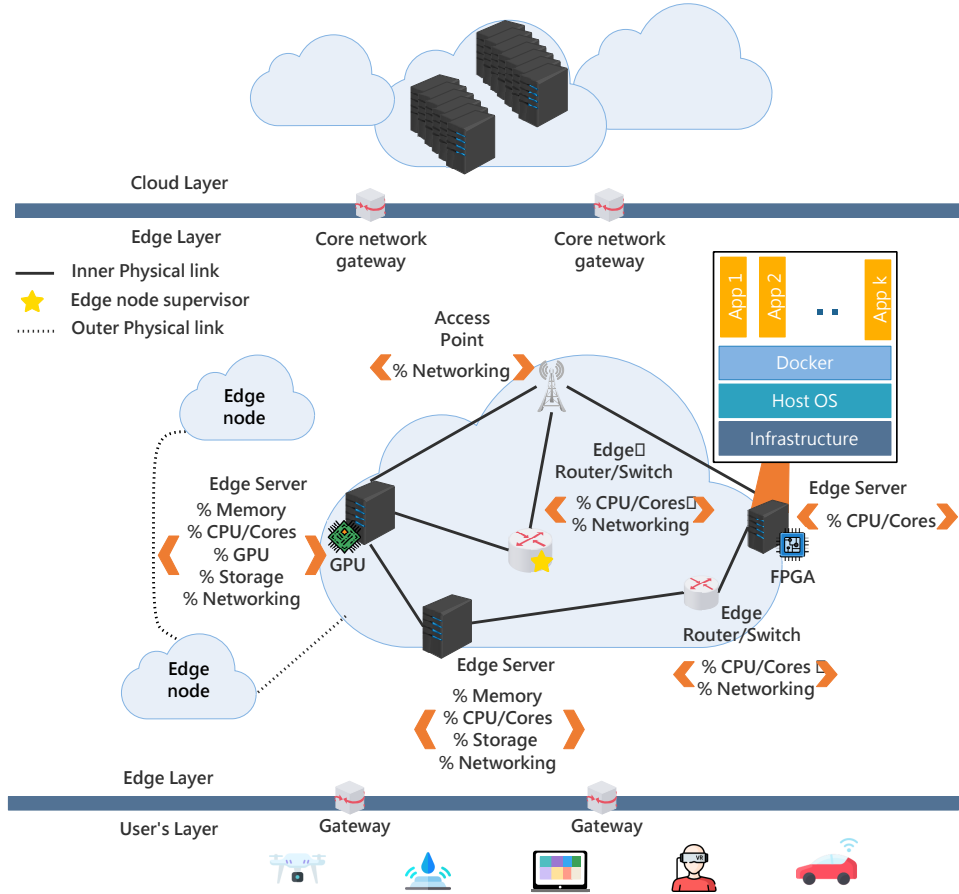 Cloud Layer
Edge Layer
Core network
gateway
Core network
gateway
Inner Physical link
Edge node supervisor
Outer Physical link
App 1
App 2
App k
Docker
Host OS
Infrastructure
Access
Point
% Networking
Edge
node
Edge
Router/Switch
% CPU/Cores
% Networking
Edge Server
% Memory
% CPU/Cores
% GPU
% Storage
% Networking
GPU
Edge Server
% CPU/Cores
FPGA
Edge
Router/Switch
% CPU/Cores
% Networking
Edge
node
Edge Server
% Memory
% CPU/Cores
% Storage
% Networking
Edge Layer
User's Layer
Gateway
Gateway
VR